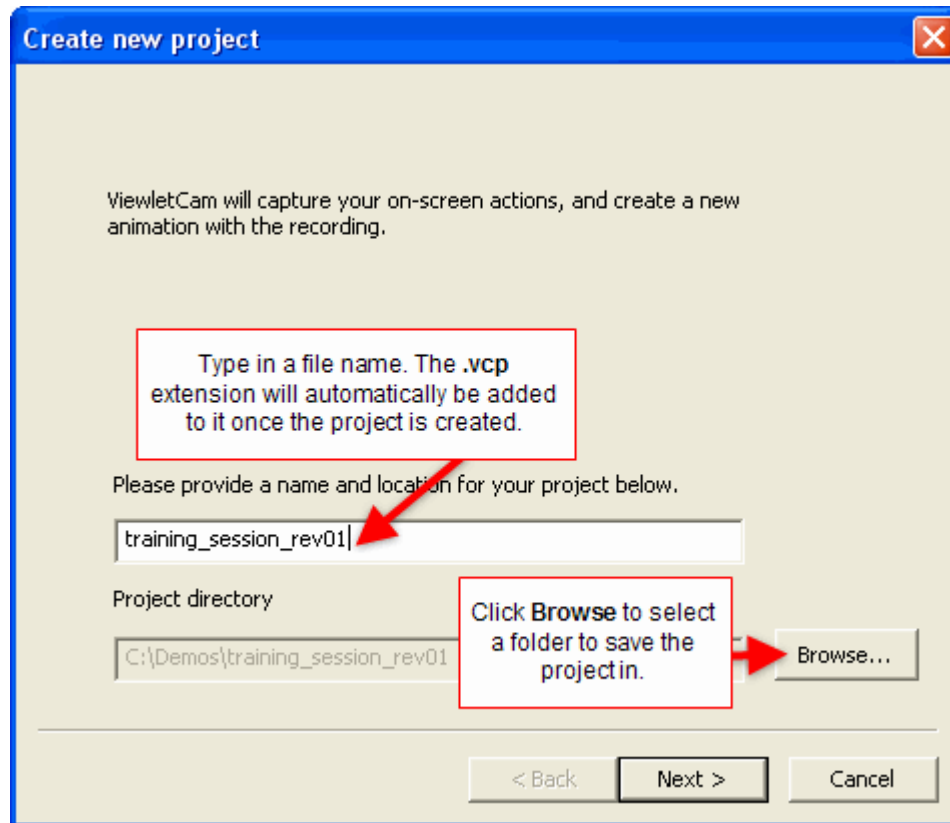 Create new project
ViewletCam will capture your on-screen actions, and create a new
animation with the recording.
Type in a file name. The .vcp
extension will automatically be added
to it once the project is created.
Please provide a name and location for your project below.
training_session_rev01
Project directory
C:\Demos\training_session_rev01
Click Browse to select
a folder to save the
project in.
Browse...
< Back
Next >
Cancel